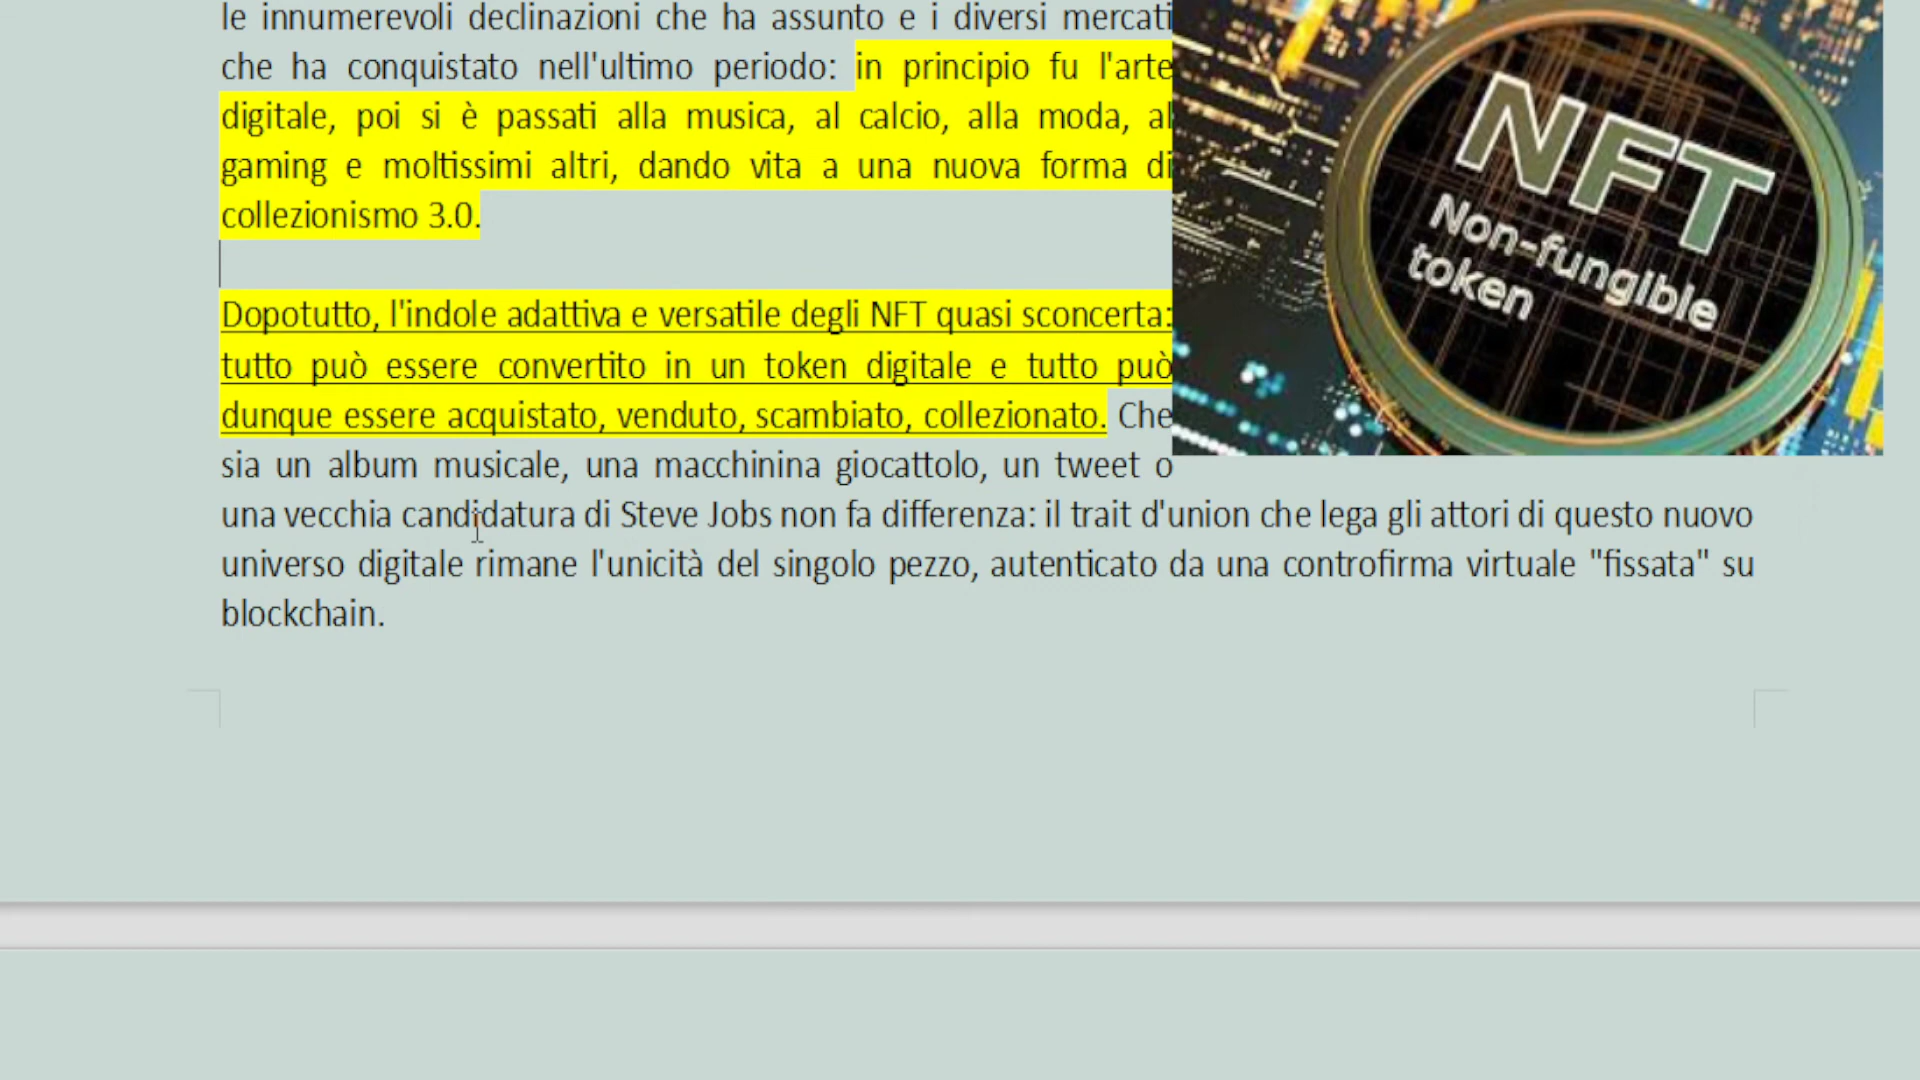 le innumerevoli declinazioni che ha assunto e i diversi mercati
che ha conquistato nell'ultimo periodo: in principio fu l'arte
digitale, poi si è passati alla musica, al calcio, alla moda, al
gaming e moltissimi altri, dando vita a una nuova forma di
collezionismo 3.0.
Dopotutto, l'indole adattiva e versatile degli NFT quasi sconcerta:
tutto può essere convertito in un token digitale e tutto può
dunque essere acquistato, venduto, scambiato, collezionato. Che
sia un album musicale, una macchinina giocattolo, un tweet o
una vecchia candidatura di Steve Jobs non fa differenza: il trait d'union che lega gli attori di questo nuovo
universo digitale rimane l'unicità del singolo pezzo, autenticato da una controfirma virtuale "fissata" su
blockchain.
NFT
Non-fungible
token